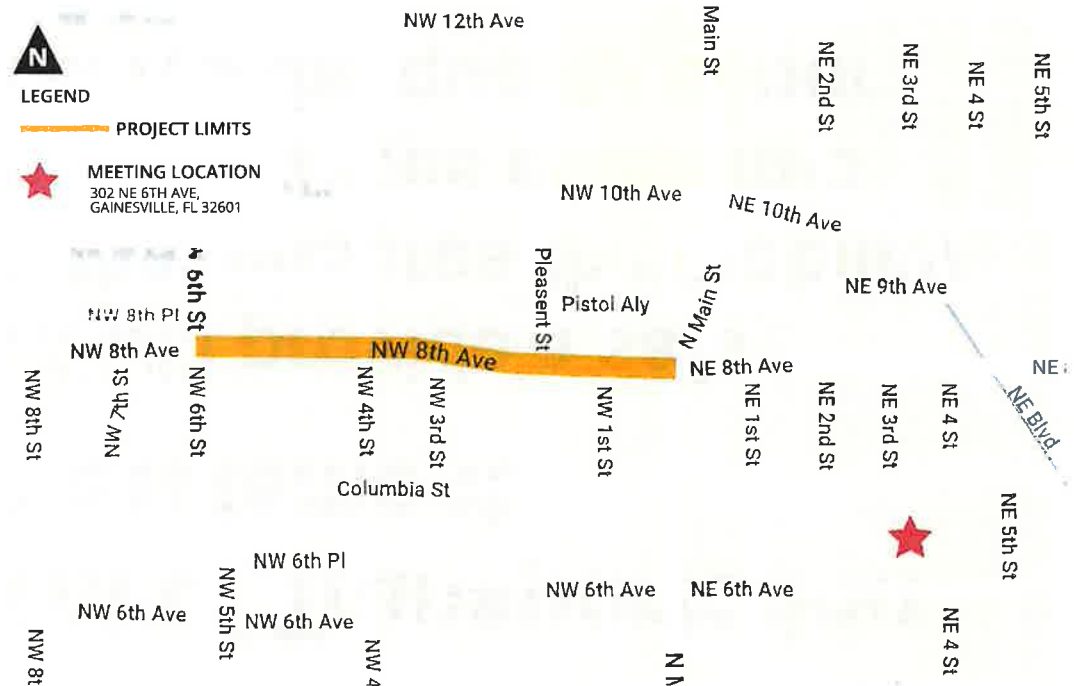 NW 12th Ave
Main St
NE 2nd St
NE 3rd St
NE 4 St
NE 5th St
N
LEGEND
PROJECT LIMITS
MEETING LOCATION
302 NE 6TH AVE,
GAINESVILLE, FL 32601
NW 10th Ave
NE 10th Ave
6th St
Pleasent St
Pistol Aly
N Main St
NE 9th Ave
NW 8th Pl
NW 8th Ave
NW 8th Ave
NE 8th Ave
NE
NE Blvd
NW 8th St
NW 7th St
NW 6th St
NW 4th St
NW 3rd St
NW 1st St
NE 1st St
NE 2nd St
NE 3rd St
NE 4 St
Columbia St
NE 5th St
NW 6th Pl
NW 6th Ave
NE 6th Ave
NW 6th Ave
NW 5th St
NW 6th Ave
NE 4 St
NW 8t
NW 4
N